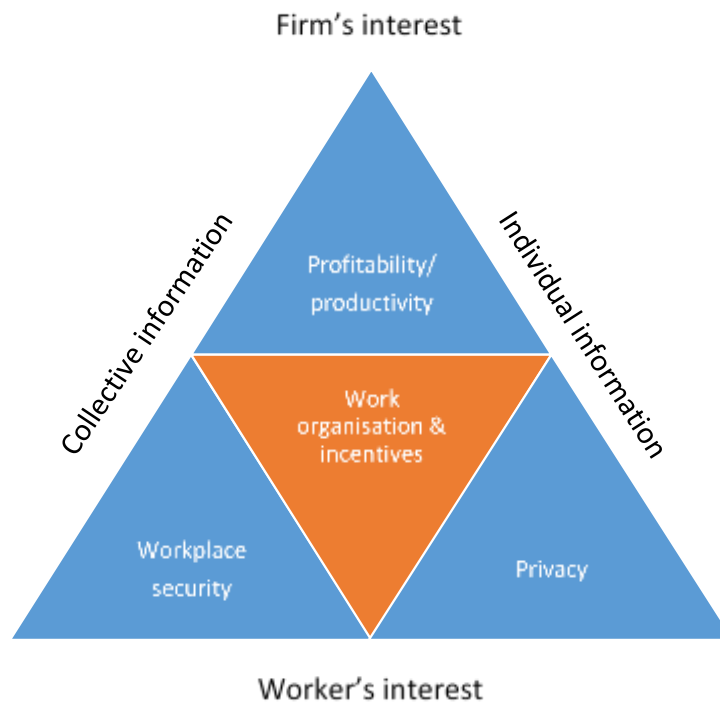 Firm's interest
Collective information
Individual information
Profitability/
productivity
Work
organisation &
incentives
Workplace
security
Privacy
Worker's interest